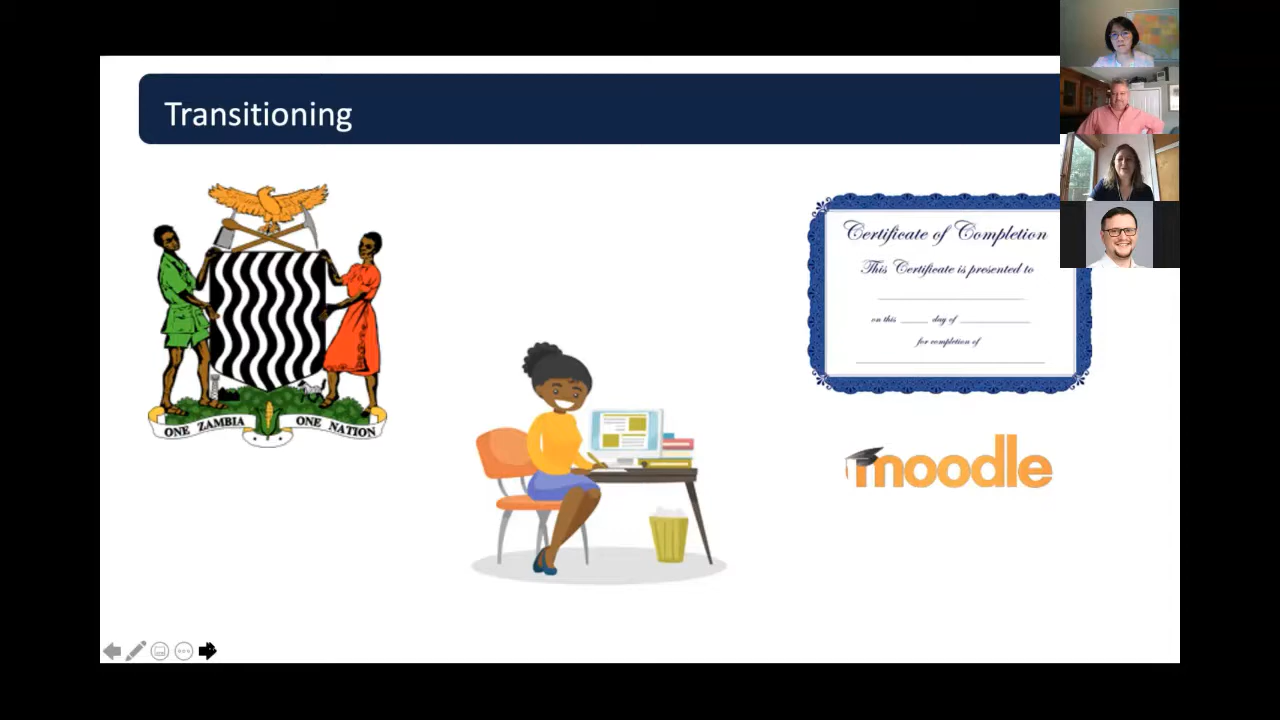 Transitioning
ONE ZAMBIA ONE NATION
Certificate of Completion
This Certificate is presented to
on this day of
for completion of
moodle